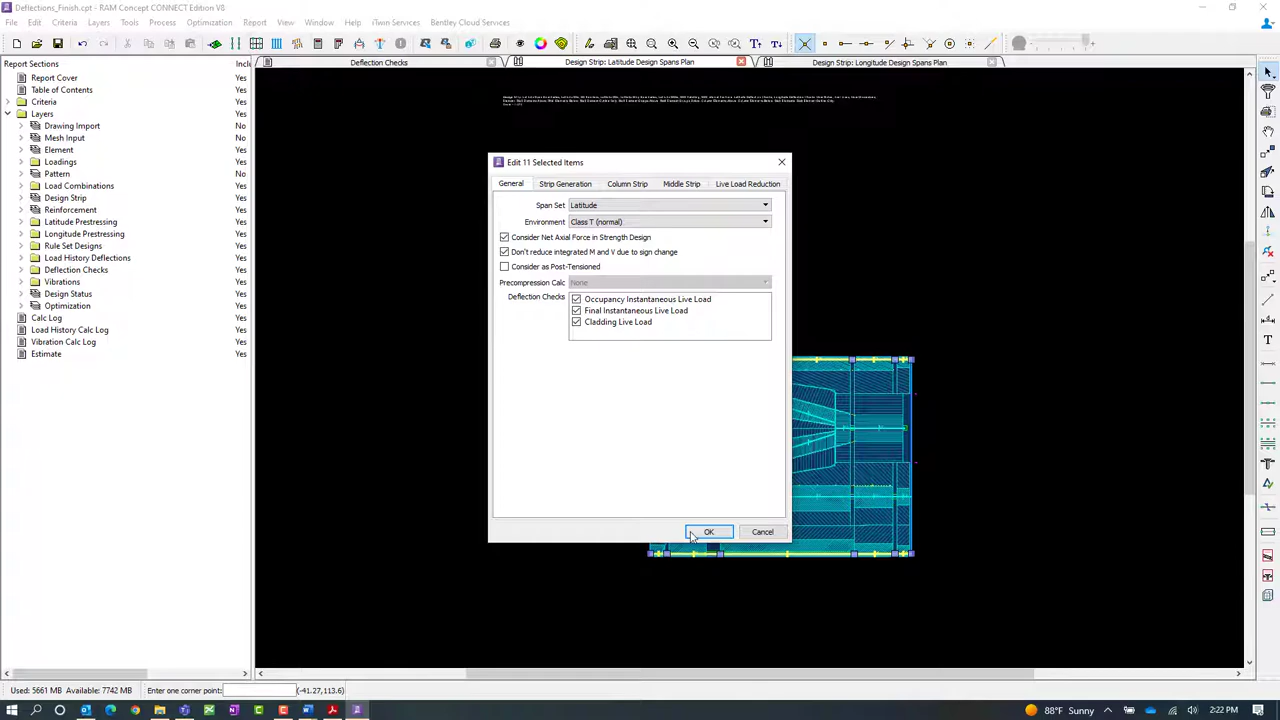 Deflections_Finish.cpt - RAM Concept CONNECT Edition V8
File Edit Criteria Layers Tools Process Optimization Report View Window Help iTwin Services Bentley Cloud Services
Report Sections Inclu
Deflection Checks
Design Strip: Latitude Design Spans Plan
Design Strip: Longitude Design Spans Plan
Report Cover Yes
Table of Contents Yes
Criteria Yes
Layers Yes
Drawing Import No
Mesh Input No
Element Yes
Loadings Yes
Pattern No
Load Combinations Yes
Design Strip Yes
Reinforcement Yes
Latitude Prestressing Yes
Longitude Prestressing Yes
Rule Set Designs Yes
Load History Deflections Yes
Deflection Checks Yes
Vibrations Yes
Design Status Yes
Optimization Yes
Calc Log Yes
Load History Calc Log Yes
Vibration Calc Log Yes
Estimate Yes
Edit 11 Selected Items
General Strip Generation Column Strip Middle Strip Live Load Reduction
Span Set Latitude
Environment Class T (normal)
Consider Net Axial Force in Strength Design
Don't reduce integrated M and V due to sign change
Consider as Post-Tensioned
Precompression Calc None
Deflection Checks
Occupancy Instantaneous Live Load
Final Instantaneous Live Load
Cladding Live Load
OK Cancel
Used: 5661 MB Available: 7742 MB Enter one corner point: (-41.27,113.6)
88°F Sunny 2:22 PM